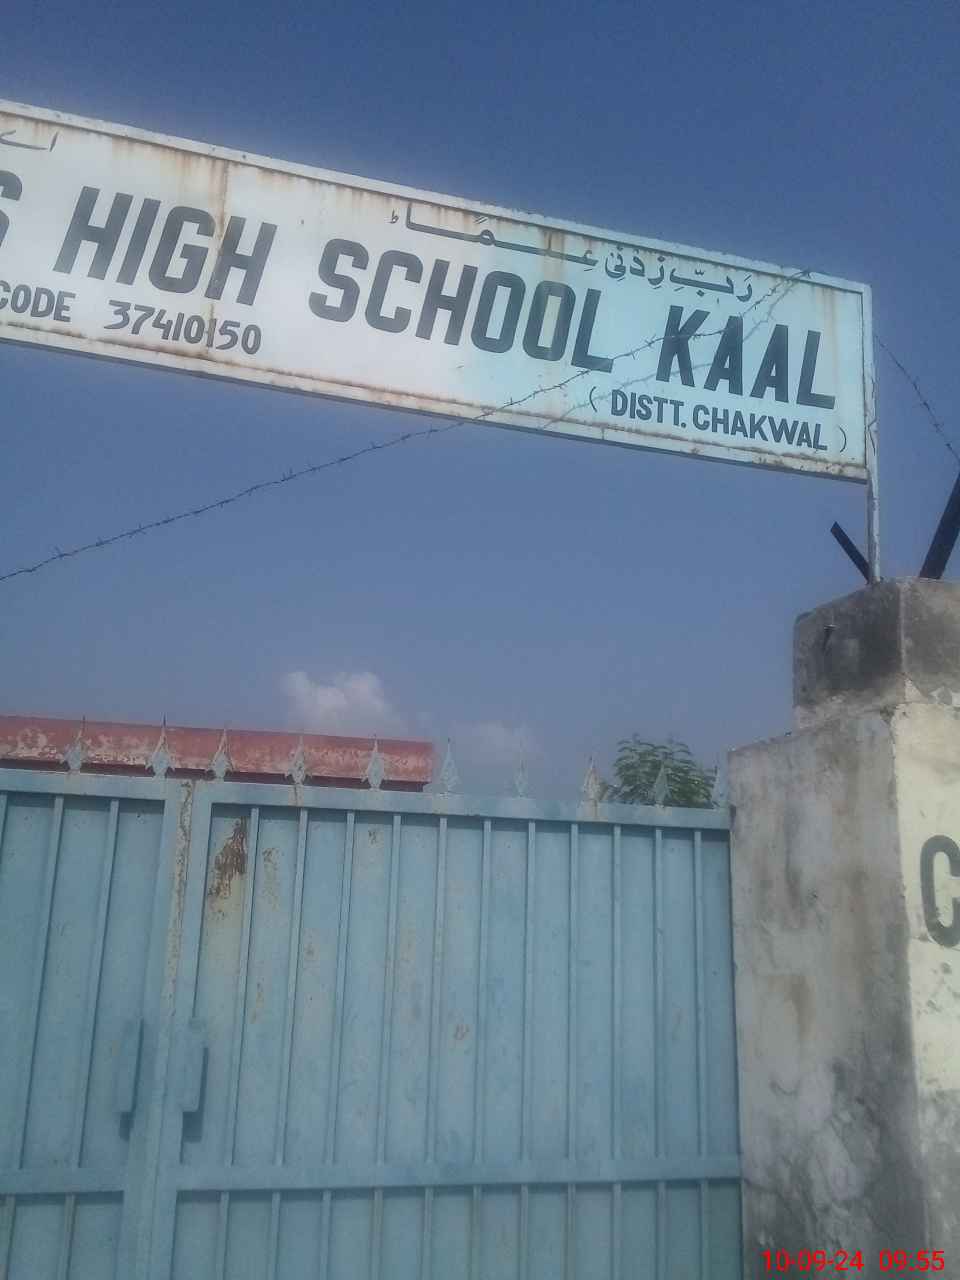 رَبِّ زِدْنِی عِلْمًا ط
S HIGH SCHOOL KAAL
CODE 37410150
( DISTT. CHAKWAL )
C
10-09-24 09:55